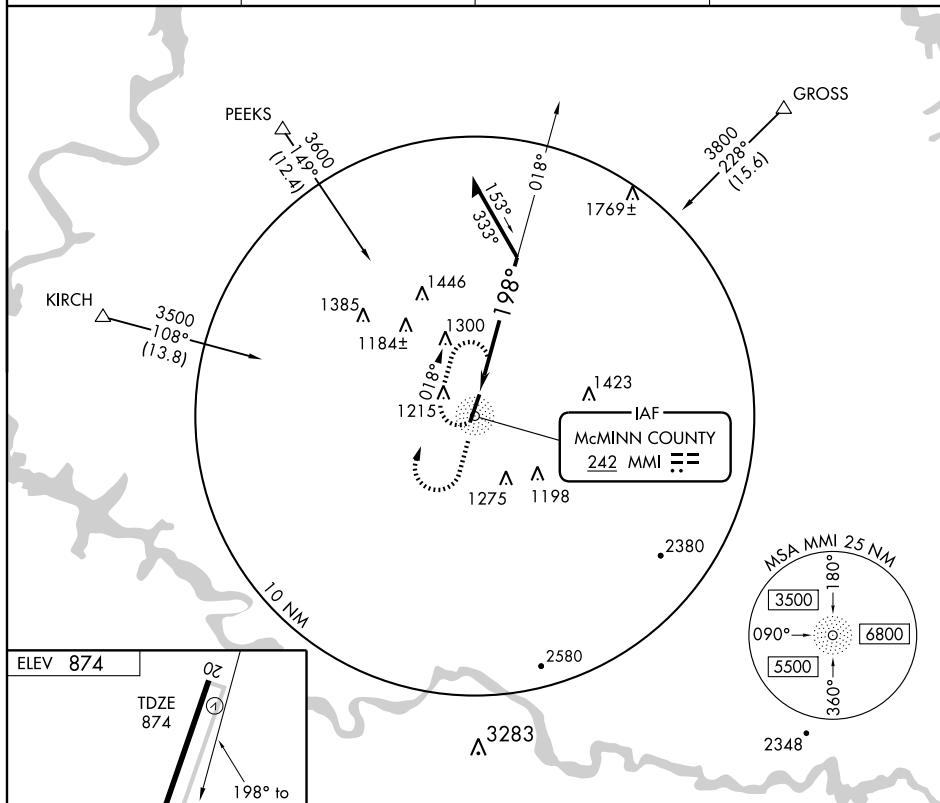 GROSS
PEEKS
3600
149°
(12.4)
3800
228°
(15.6)
018°
153°
333°
1769±
198°
KIRCH
3500
108°
(13.8)
1446
1385
1184±
1300
018°
1215
1423
IAF
McMINN COUNTY
242 MMI
1275
1198
2380
MSA MMI 25 NM
180°
3500
090°
6800
5500
360°
10 NM
2580
ELEV 874
20
TDZE
874
V
198° to
3283
2348